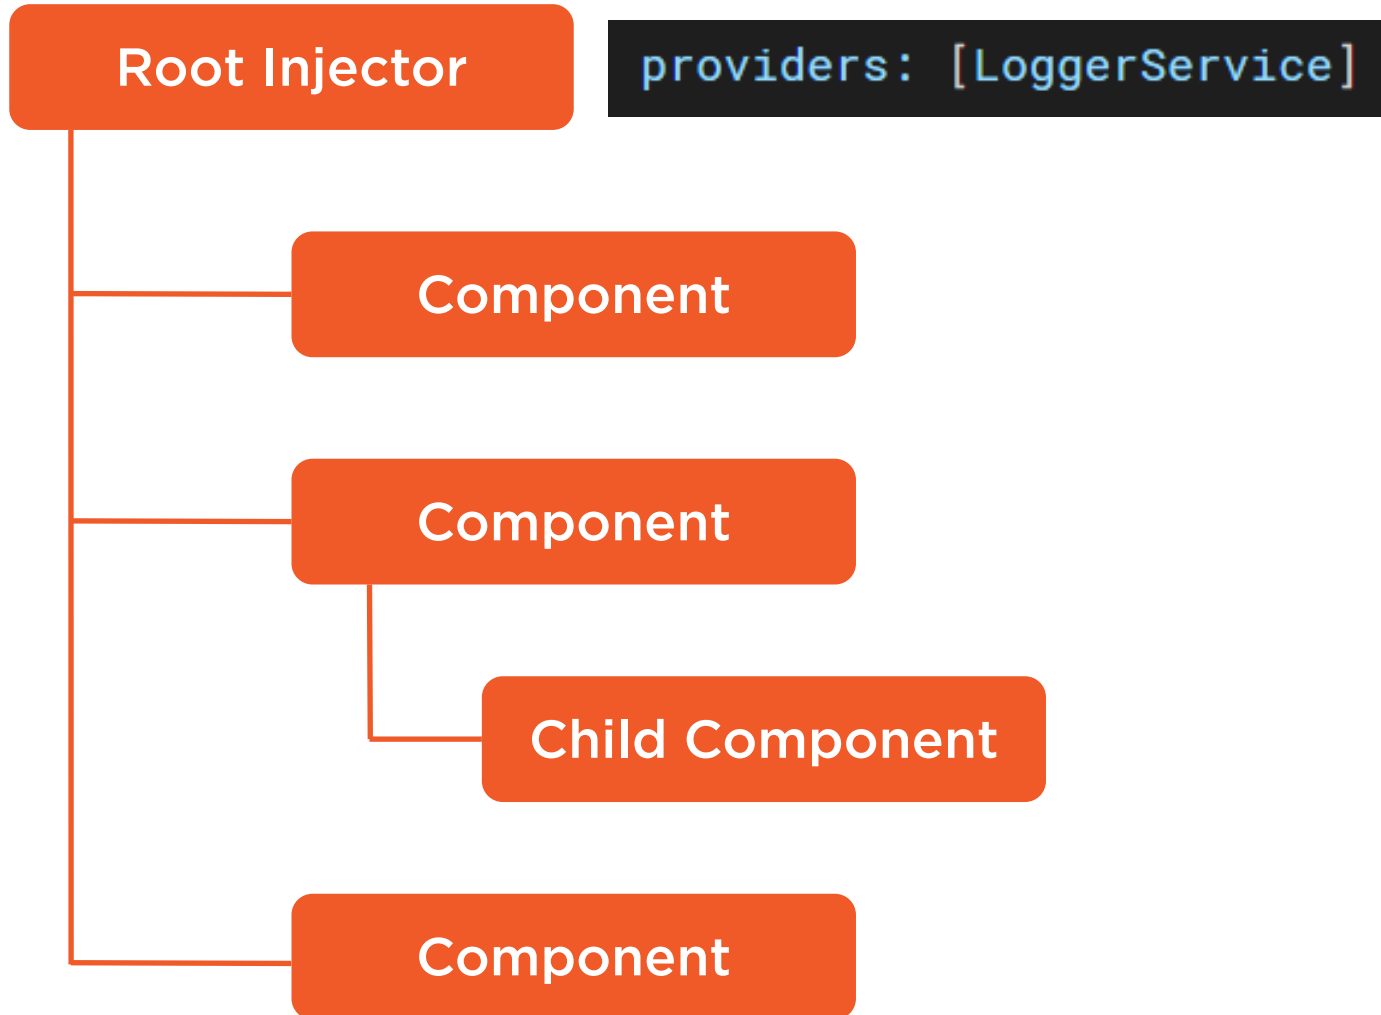 Root Injector
providers: [LoggerService]
Component
Component
Child Component
Component